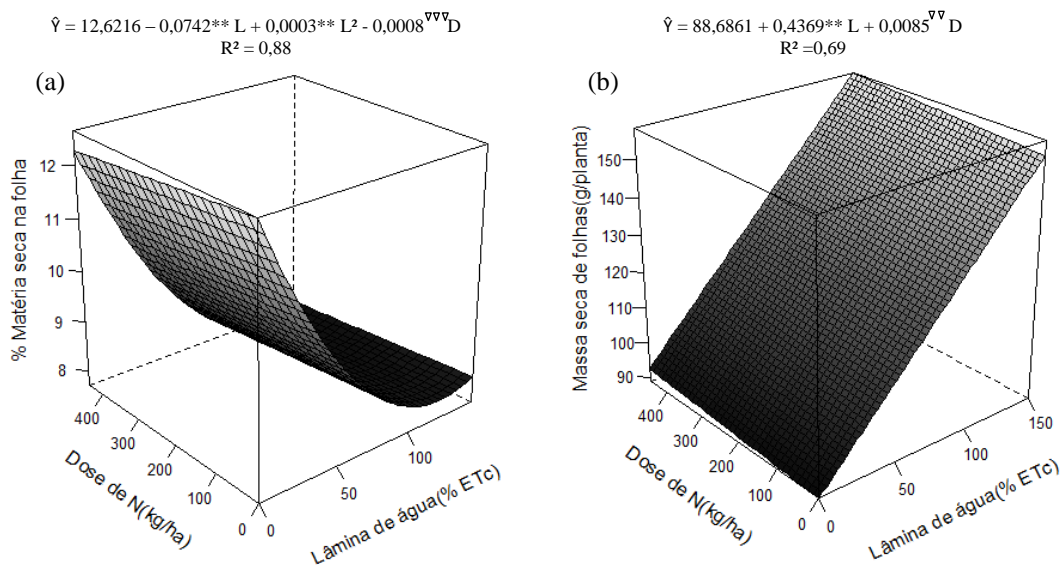 Ŷ = 12,6216 – 0,0742** L + 0,0003** L² - 0,0008∇∇∇D
R² = 0,88
Ŷ = 88,6861 + 0,4369** L + 0,0085∇∇ D
R² =0,69
(a)
% Matéria seca na folha
12
11
10
9
8
400
300
200
100
0
Dose de N(kg/ha)
0
50
100
Lâmina de água(% ETc)
(b)
Massa seca de folhas(g/planta)
150
140
130
120
110
100
90
400
300
200
100
0
Dose de N(kg/ha)
0
50
100
150
Lâmina de água(% ETc)